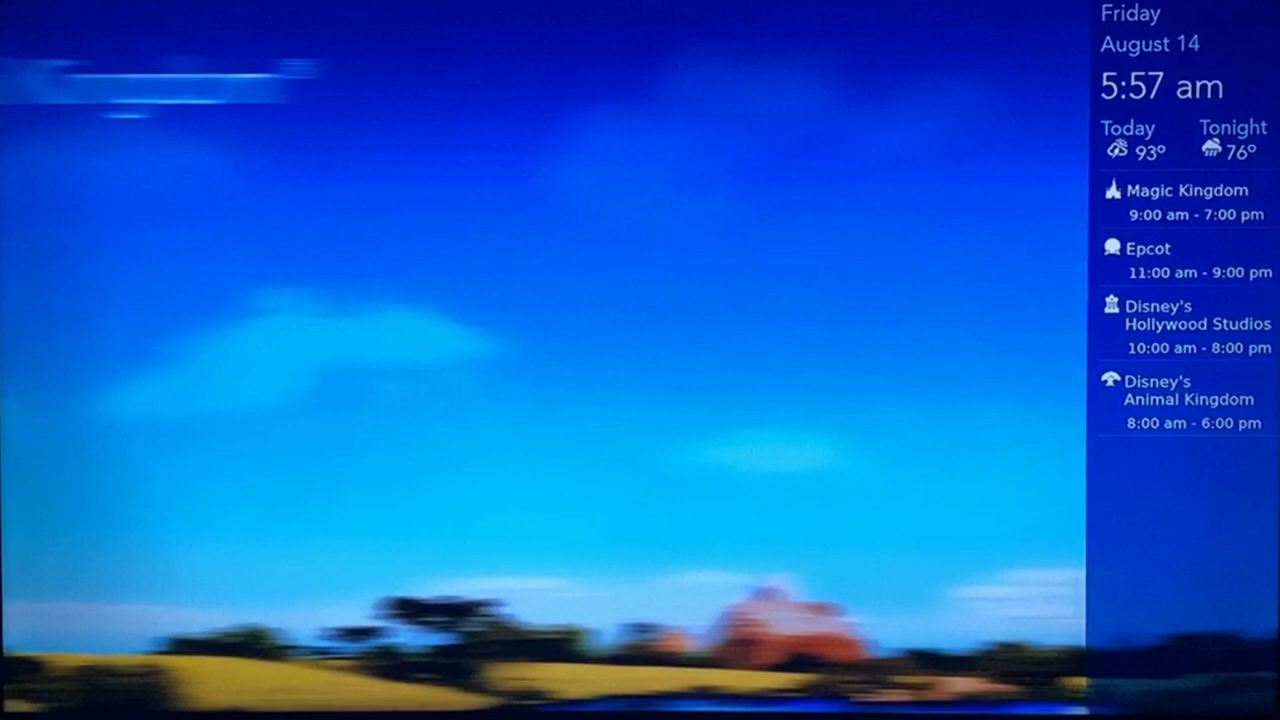 Friday
August 14
5:57 am
Today Tonight
93° 76°
Magic Kingdom
9:00 am - 7:00 pm
Epcot
11:00 am - 9:00 pm
Disney's
Hollywood Studios
10:00 am - 8:00 pm
Disney's
Animal Kingdom
8:00 am - 6:00 pm